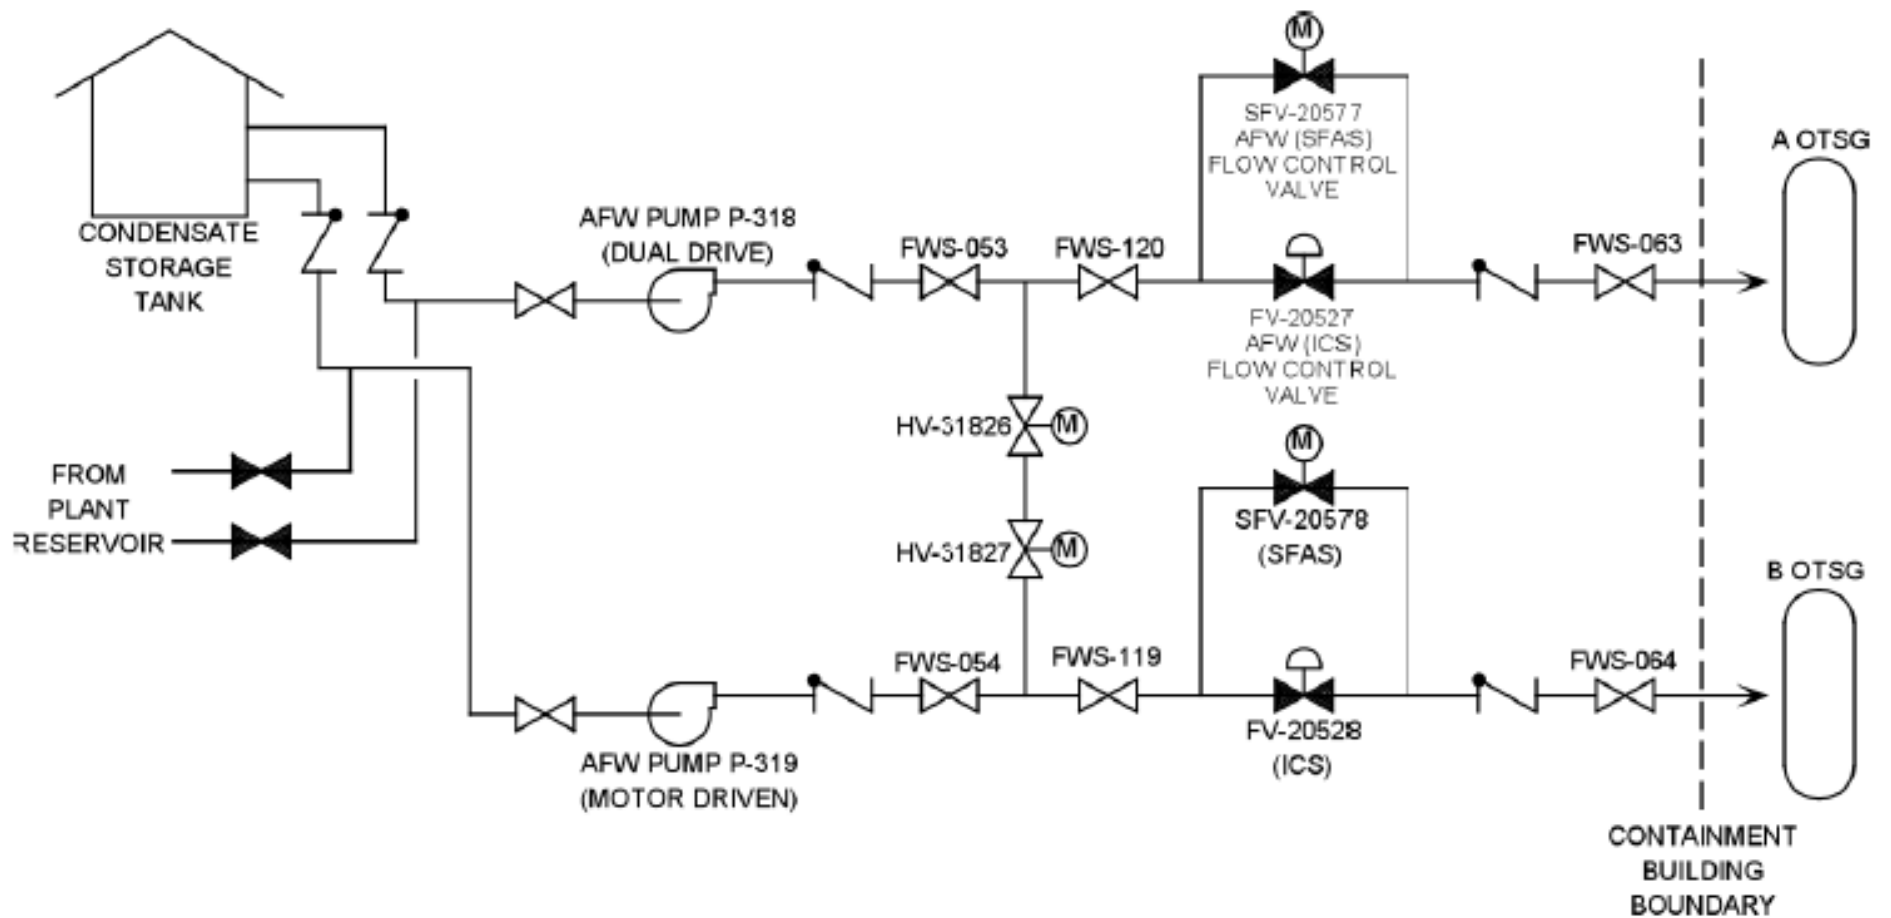 M
SFV-20577
AFW (SFAS)
FLOW CONTROL
VALVE
A OTSG
CONDENSATE
STORAGE
TANK
AFW PUMP P-318
(DUAL DRIVE)
FWS-053
FWS-120
FWS-063
FV-20527
AFW (ICS)
FLOW CONTROL
VALVE
HV-31826
M
M
FROM
PLANT
RESERVOIR
SFV-20578
(SFAS)
HV-31827
M
B OTSG
FWS-054
FWS-119
FWS-064
FV-20528
(ICS)
AFW PUMP P-319
(MOTOR DRIVEN)
CONTAINMENT
BUILDING
BOUNDARY